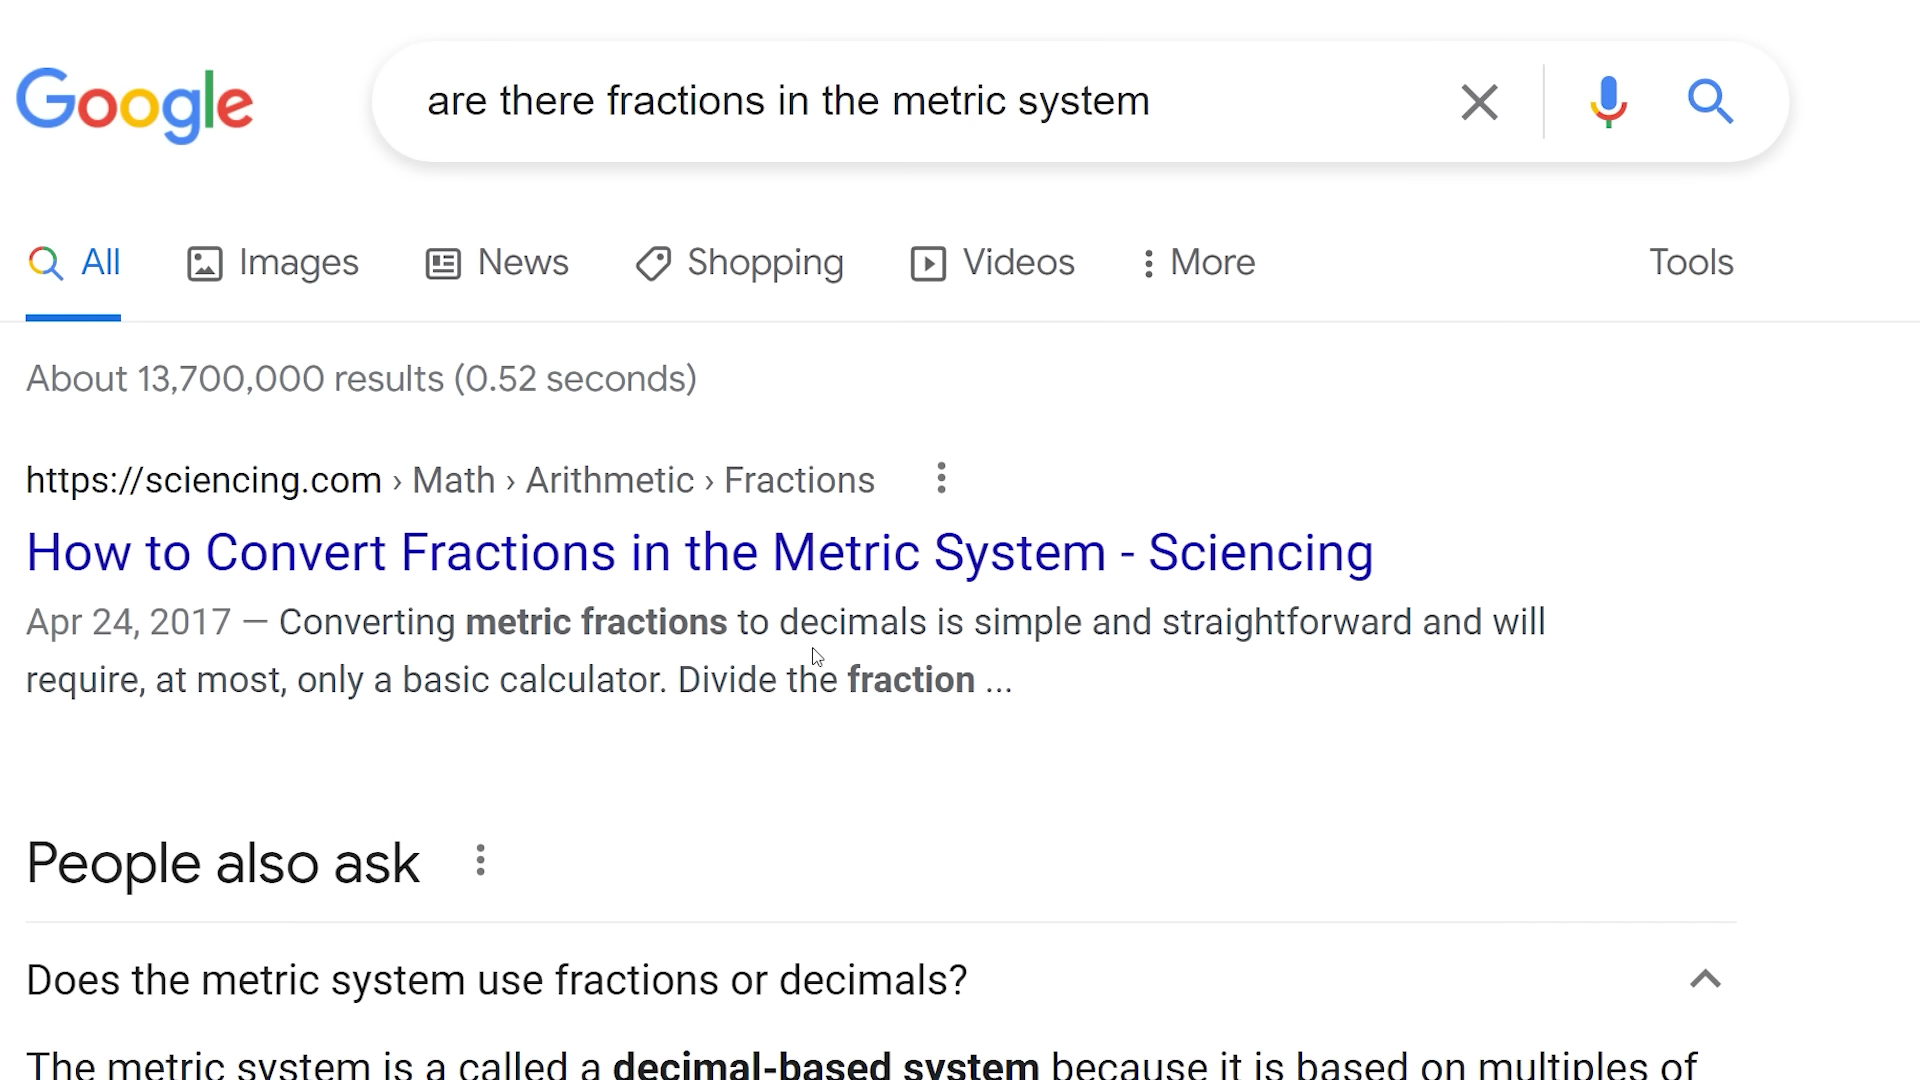 Google
are there fractions in the metric system
All Images News Shopping Videos More Tools
About 13,700,000 results (0.52 seconds)
https://sciencing.com › Math › Arithmetic › Fractions
How to Convert Fractions in the Metric System - Sciencing
Apr 24, 2017 — Converting metric fractions to decimals is simple and straightforward and will
require, at most, only a basic calculator. Divide the fraction ...
People also ask
Does the metric system use fractions or decimals?
The metric system is a called a decimal-based system because it is based on multiples of